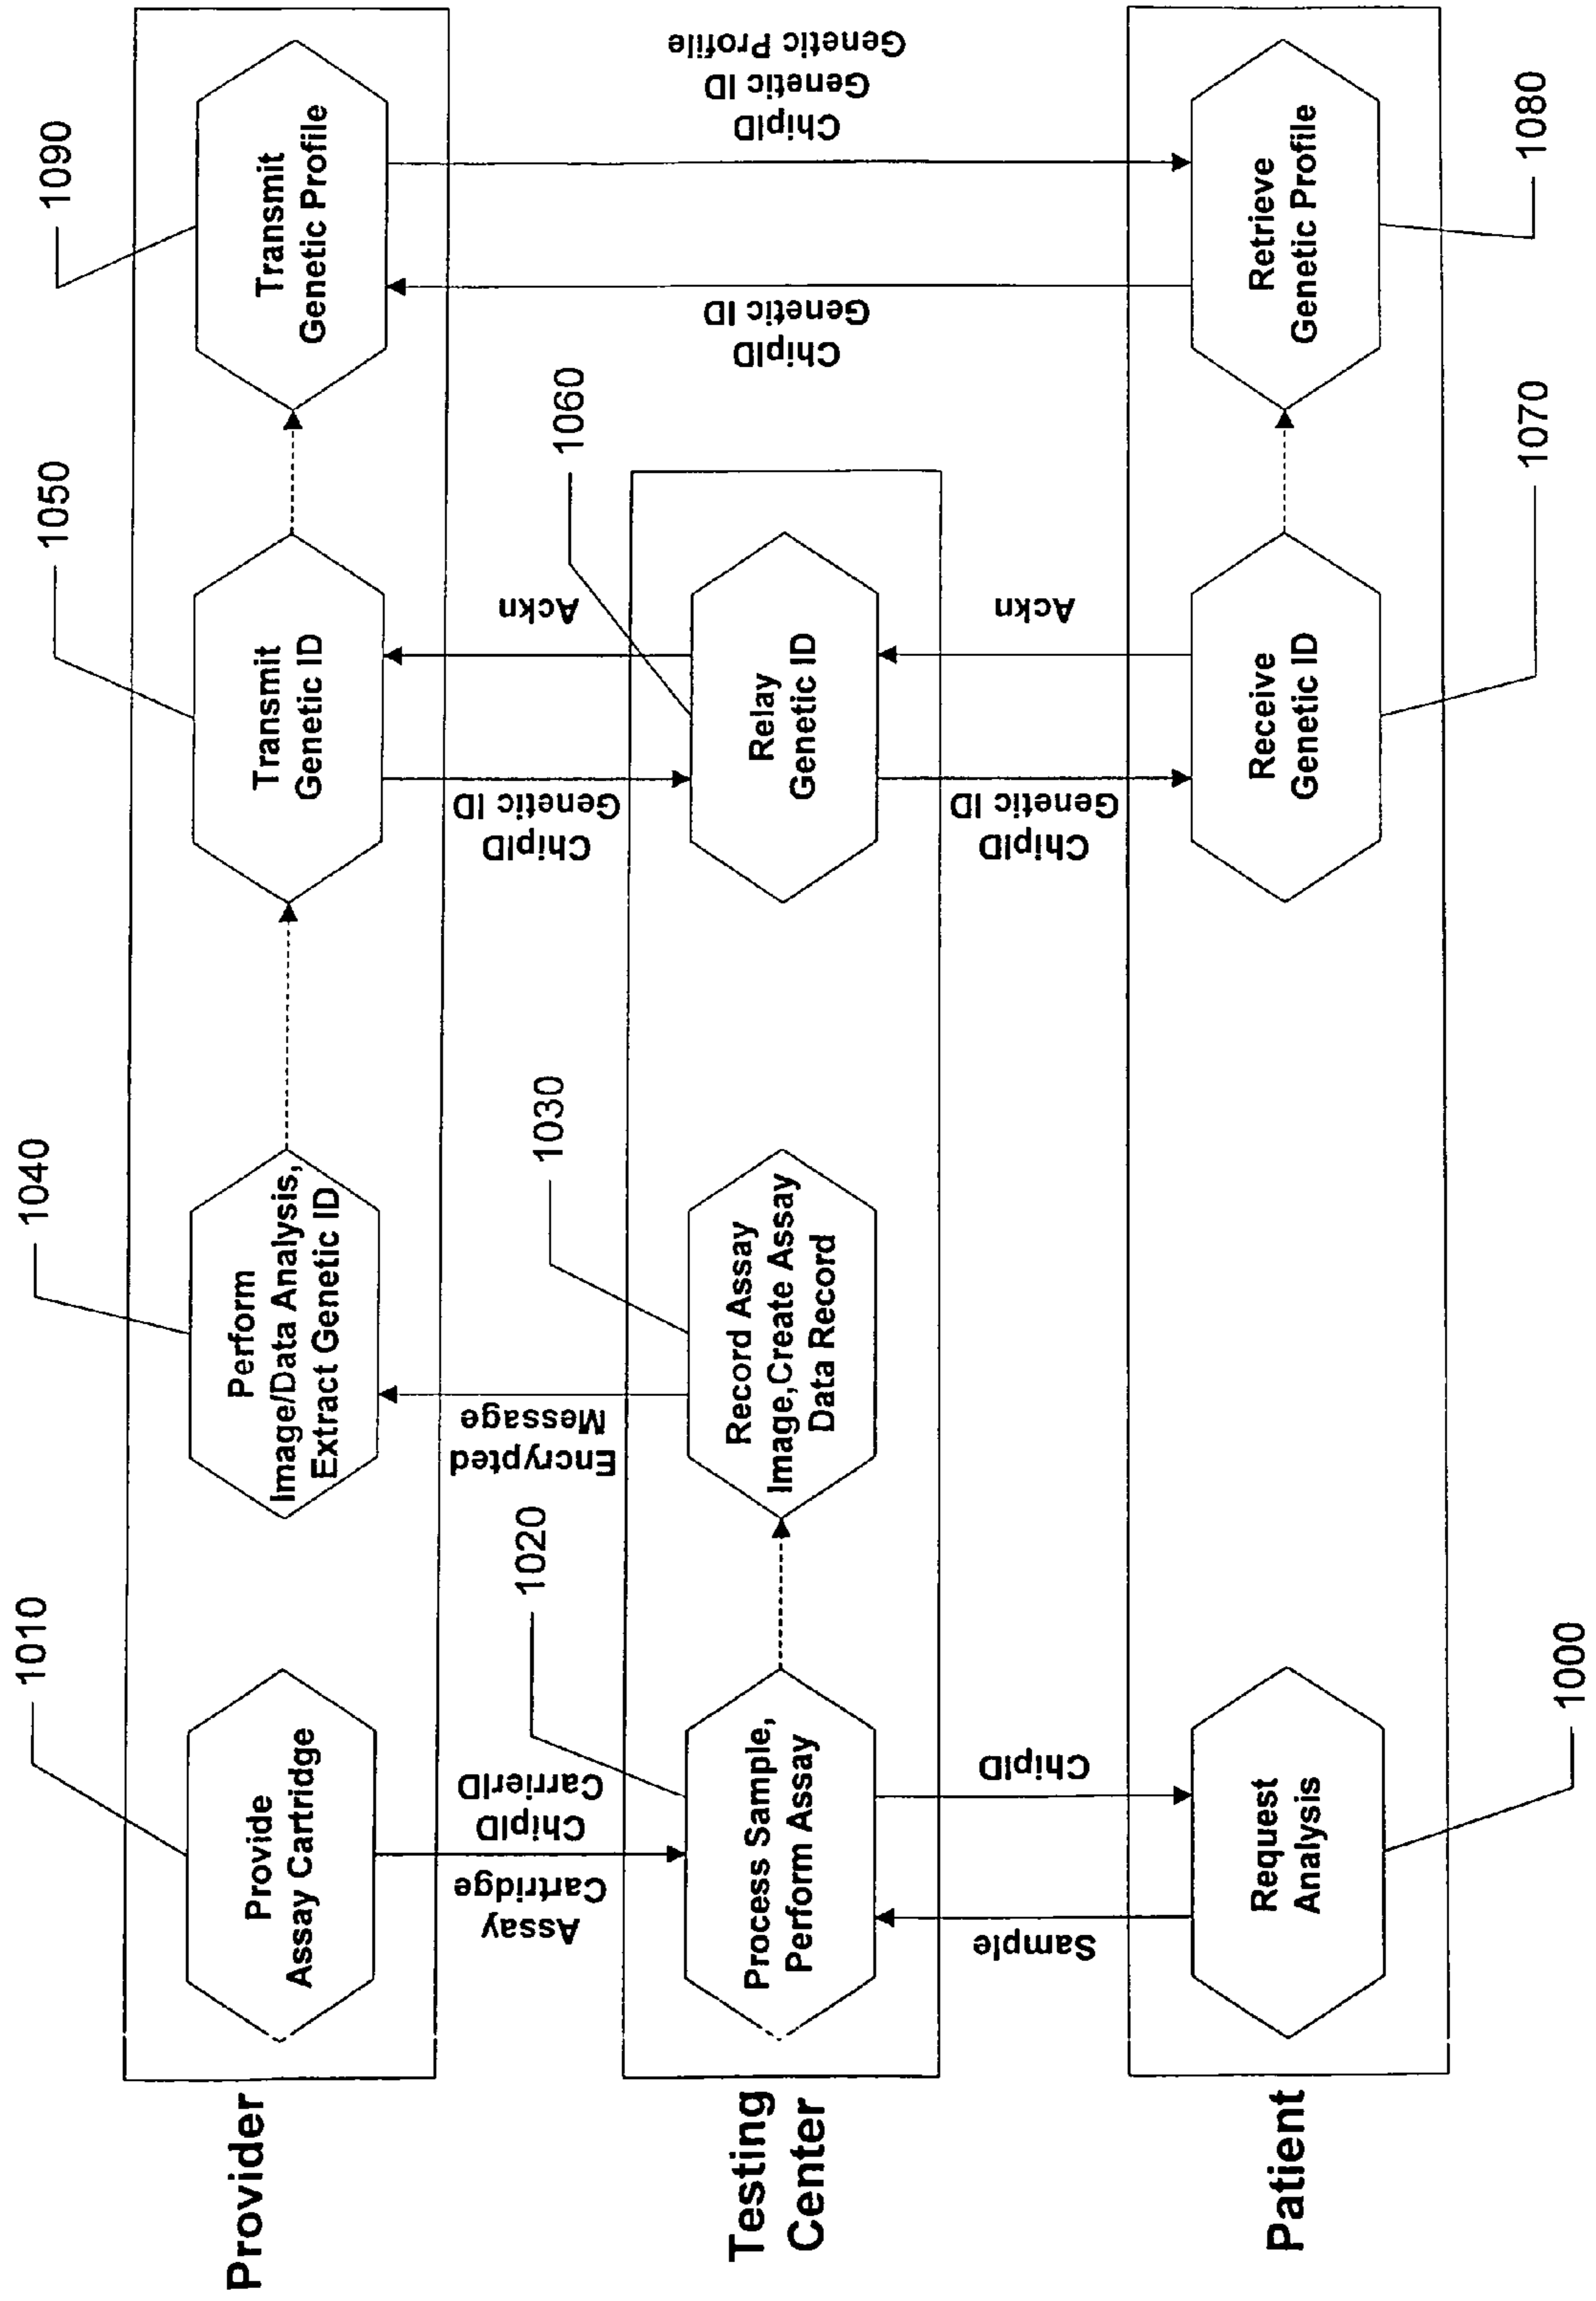 Provider
1010
Provide
Assay Cartridge
1040
Perform
Image/Data Analysis,
Extract Genetic ID
1050
Transmit
Genetic ID
1090
Transmit
Genetic Profile
Assay
Cartridge
ChipID
CarrierID
Encrypted
Message
ChipID
Genetic ID
Ackn
ChipID
Genetic ID
ChipID
Genetic ID
Genetic Profile
Testing
Center
1020
Process Sample,
Perform Assay
1030
Record Assay
Image,Create Assay
Data Record
1060
Relay
Genetic ID
Sample
ChipID
ChipID
Genetic ID
Ackn
Patient
Request
Analysis
1000
Receive
Genetic ID
1070
Retrieve
Genetic Profile
1080